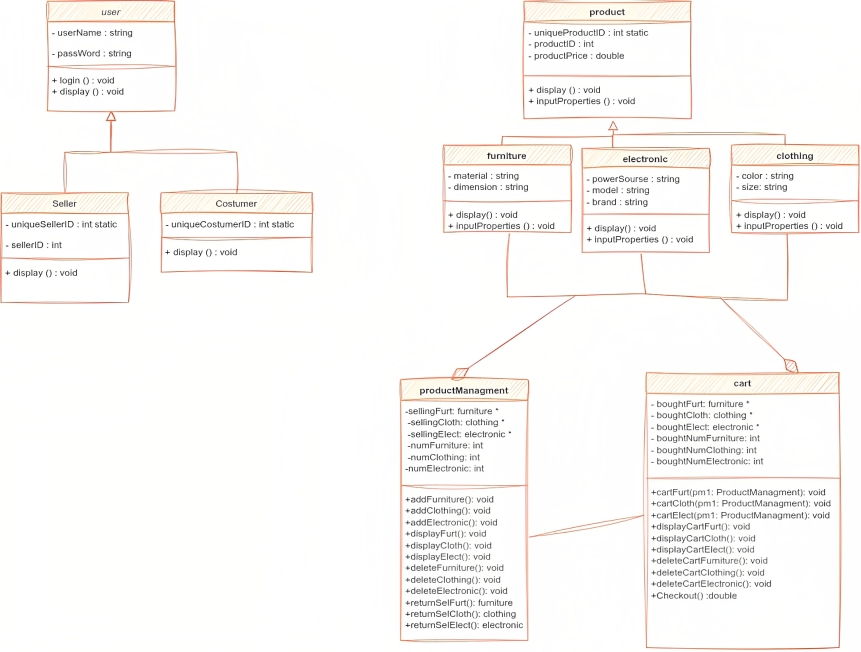 user
- userName : string
- passWord : string
+ login () : void
+ display () : void
Seller
- uniqueSellerID : int static
- sellerID : int
+ display () : void
Costumer
- uniqueCostumerID : int static
+ display () : void
product
- uniqueProductID : int static
- productID : int
- productPrice : double
+ display () : void
+ inputProperties () : void
furniture
- material : string
- dimension : string
+ display() : void
+ inputProperties () : void
electronic
- powerSourse : string
- model : string
- brand : string
+ display() : void
+ inputProperties () : void
clothing
- color : string
- size: string
+ display() : void
+ inputProperties () : void
productManagment
-sellingFurt: furniture *
-sellingCloth: clothing *
-sellingElect: electronic *
-numFurniture: int
-numClothing: int
-numElectronic: int
+addFurniture(): void
+addClothing(): void
+addElectronic(): void
+displayFurt(): void
+displayCloth(): void
+displayElect(): void
+deleteFurniture(): void
+deleteClothing(): void
+deleteElectronic(): void
+returnSelFurt(): furniture
+returnSelCloth(): clothing
+returnSelElect(): electronic
cart
- boughtFurt: furniture *
- boughtCloth: clothing *
- boughtElect: electronic *
- boughtNumFurniture: int
- boughtNumClothing: int
- boughtNumElectronic: int
+cartFurt(pm1: ProductManagment): void
+cartCloth(pm1: ProductManagment): void
+cartElect(pm1: ProductManagment): void
+displayCartFurt(): void
+displayCartCloth(): void
+displayCartElect(): void
+deleteCartFurniture(): void
+deleteCartClothing(): void
+deleteCartElectronic(): void
+Checkout() :double